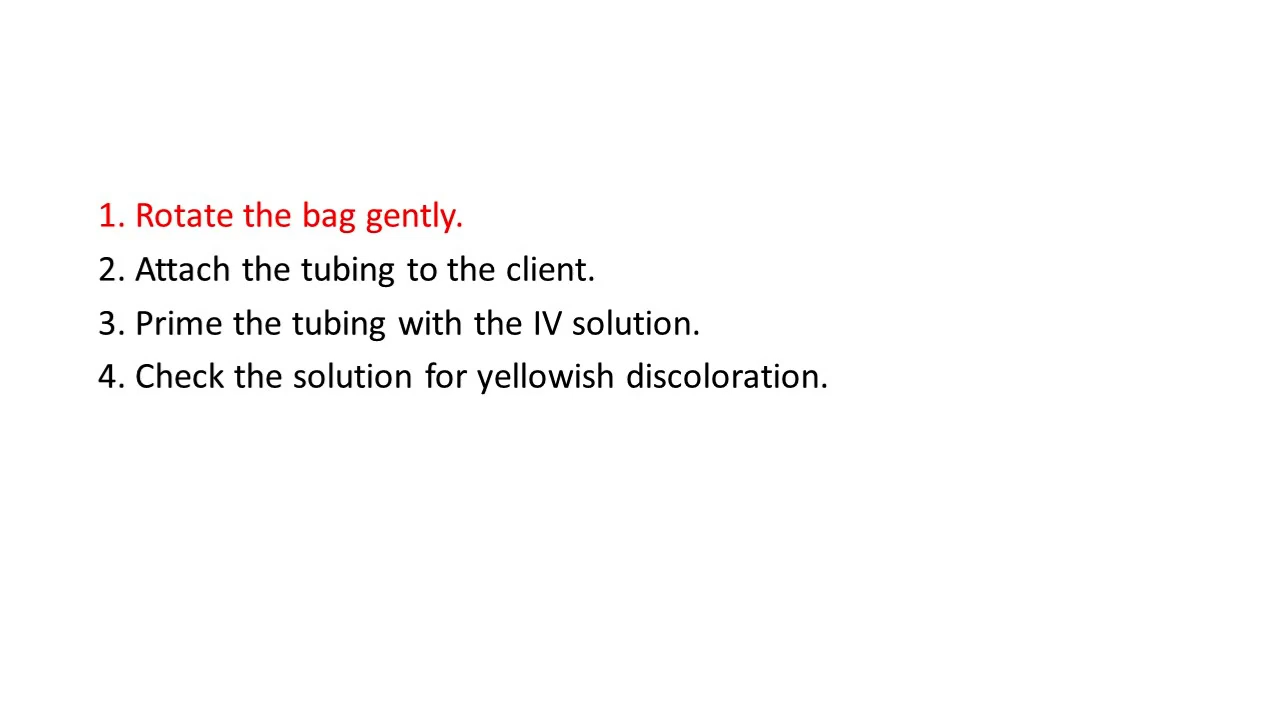 1. Rotate the bag gently.
2. Attach the tubing to the client.
3. Prime the tubing with the IV solution.
4. Check the solution for yellowish discoloration.